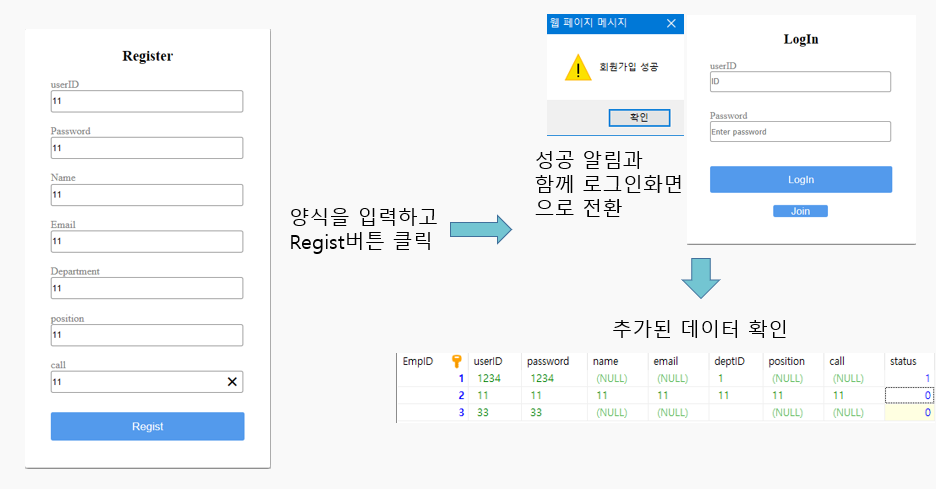 Register
userID
11
Password
11
Name
11
Email
11
Department
11
position
11
call
11
Regist
양식을 입력하고
Regist버튼 클릭
웹 페이지 메시지
회원가입 성공
확인
성공 알림과
함께 로그인화면
으로 전환
LogIn
userID
ID
Password
Enter password
LogIn
Join
추가된 데이터 확인
EmpID userID password name email deptID position call status
1 1234 1234 (NULL) (NULL) 1 (NULL) (NULL) 1
2 11 11 11 11 11 11 11 0
3 33 33 (NULL) (NULL) (NULL) (NULL) 0